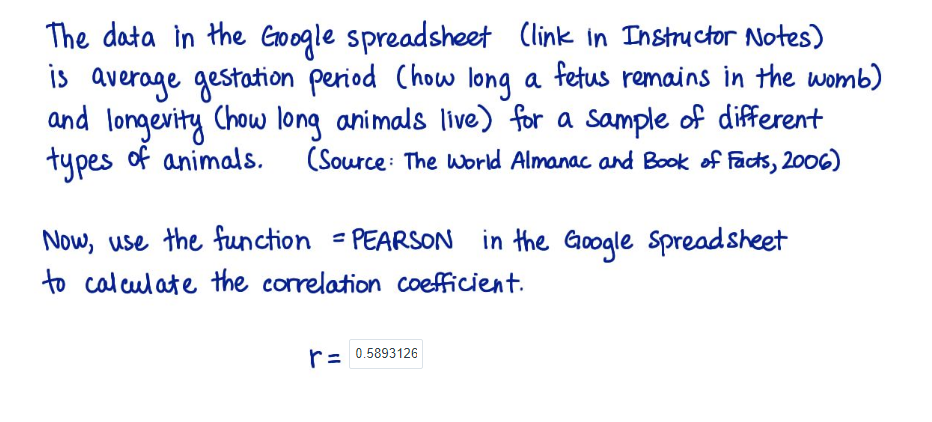 The data in the Google spreadsheet (link in Instructor Notes)
is average gestation period (how long a fetus remains in the womb)
and longevity (how long animals live) for a sample of different
types of animals. (Source: The World Almanac and Book of Facts, 2006)
Now, use the function =PEARSON in the Google Spreadsheet
to calculate the correlation coefficient.
r = 0.5893126